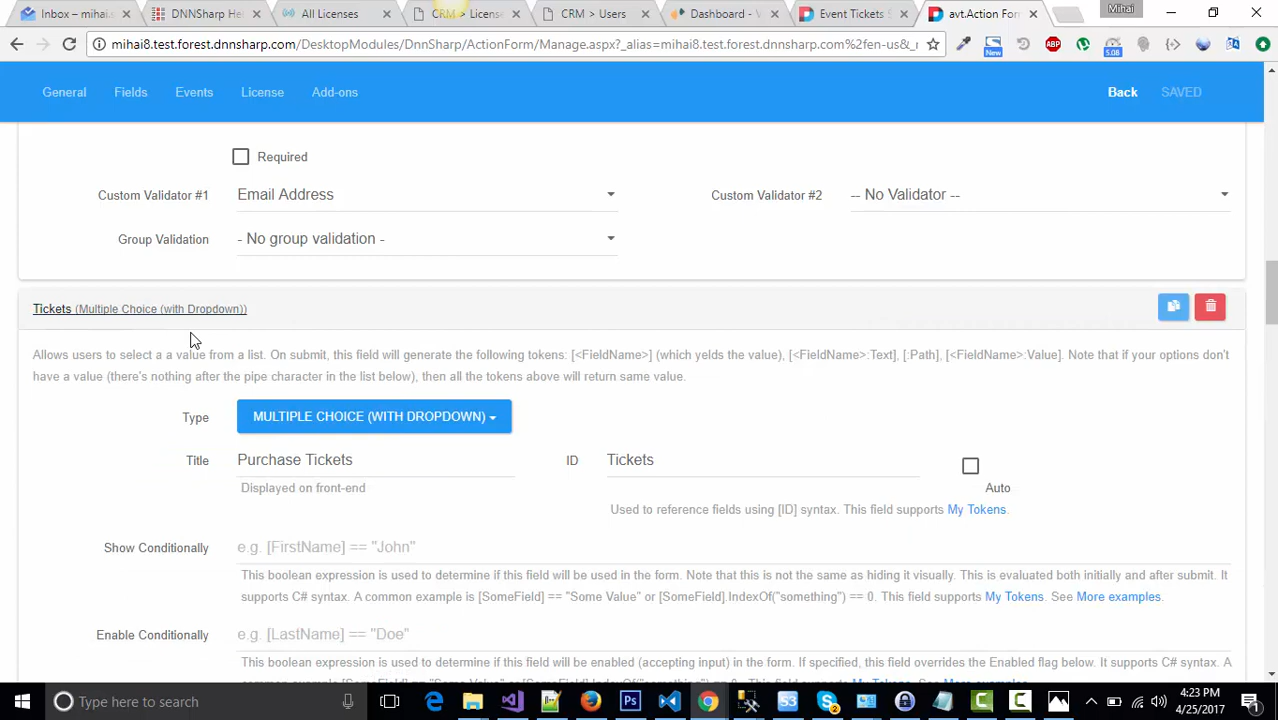 Inbox – miha
DNNSharp He
All Licenses
CRM > License
CRM > Users
Dashboard - V
Event Tickets S
avt.Action For
Mihai
mihai8.test.forest.dnnsharp.com/DesktopModules/DnnSharp/ActionForm/Manage.aspx?_alias=mihai8.test.forest.dnnsharp.com%2fen-us&_r
New
ABP
5.08
General
Fields
Events
License
Add-ons
Back
SAVED
Required
Custom Validator #1
Email Address
Custom Validator #2
-- No Validator --
Group Validation
- No group validation -
Tickets (Multiple Choice (with Dropdown))
Allows users to select a a value from a list. On submit, this field will generate the following tokens: [<FieldName>] (which yelds the value), [<FieldName>:Text], [:Path], [<FieldName>:Value]. Note that if your options don't
have a value (there's nothing after the pipe character in the list below), then all the tokens above will return same value.
Type
MULTIPLE CHOICE (WITH DROPDOWN)
Title
Purchase Tickets
ID
Tickets
Displayed on front-end
Auto
Used to reference fields using [ID] syntax. This field supports My Tokens.
Show Conditionally
e.g. [FirstName] == "John"
This boolean expression is used to determine if this field will be used in the form. Note that this is not the same as hiding it visually. This is evaluated both initially and after submit. It
supports C# syntax. A common example is [SomeField] == "Some Value" or [SomeField].IndexOf("something") == 0. This field supports My Tokens. See More examples.
Enable Conditionally
e.g. [LastName] == "Doe"
This boolean expression is used to determine if this field will be enabled (accepting input) in the form. If specified, this field overrides the Enabled flag below. It supports C# syntax. A
Type here to search
4:23 PM
4/25/2017